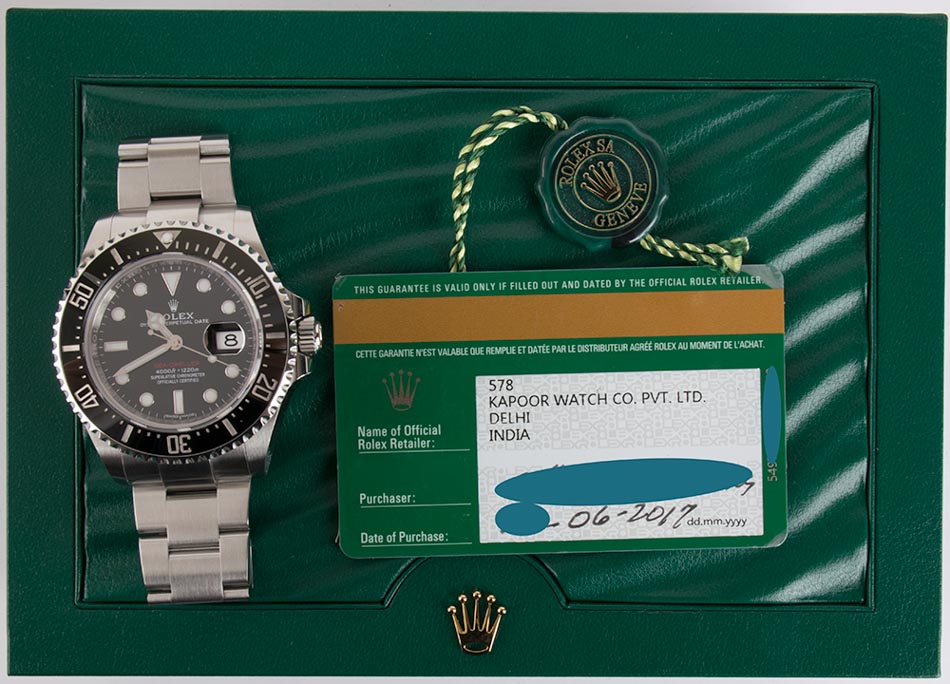 ROLEX SA
GENEVE
10
20
30
40
50
ROLEX
PERPETUAL DATE
8
4000ft = 1220m
SUPERLATIVE CHRONOMETER
OFFICIALLY CERTIFIED
THIS GUARANTEE IS VALID ONLY IF FILLED OUT AND DATED BY THE OFFICIAL ROLEX RETAILER.
CETTE GARANTIE N'EST VALABLE QUE REMPLIE ET DATÉE PAR LE DISTRIBUTEUR AGRÉÉ ROLEX AU MOMENT DE L'ACHAT.
Name of Official
Rolex Retailer:
578
KAPOOR WATCH CO. PVT. LTD.
DELHI
INDIA
549
Purchaser:
Date of Purchase:
-06-2017 dd.mm.yyyy